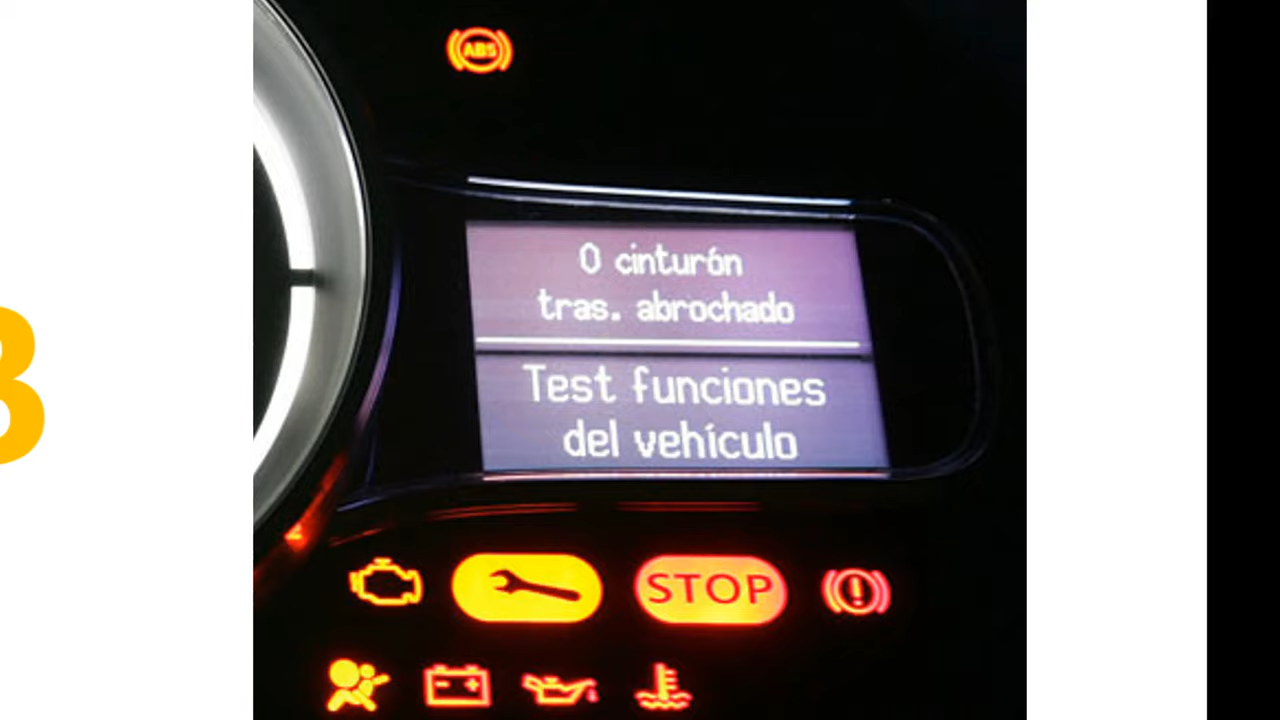 ABS
0 cinturón
tras. abrochado
Test funciones
del vehículo
STOP